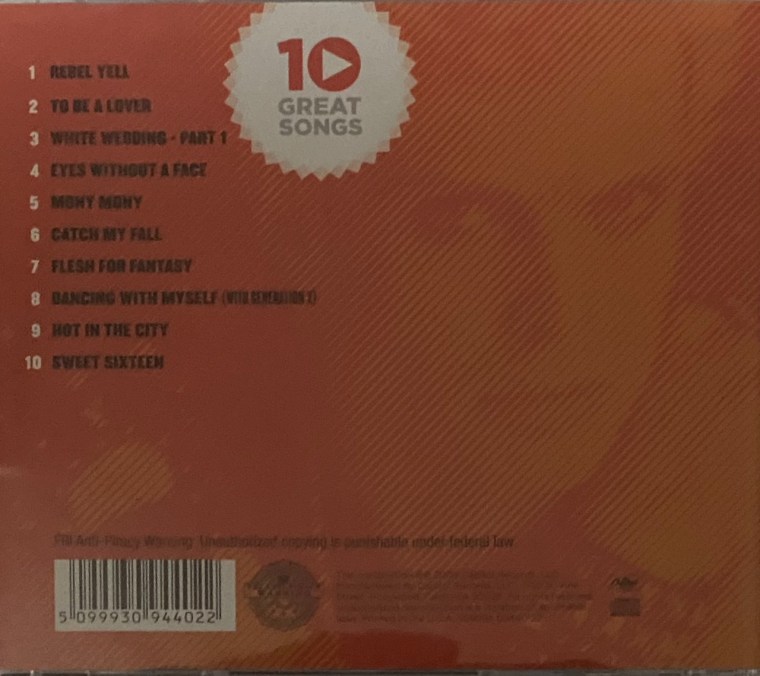 1 REBEL YELL
2 TO BE A LOVER
3 WHITE WEDDING - PART 1
4 EYES WITHOUT A FACE
5 MONY MONY
6 CATCH MY FALL
7 FLESH FOR FANTASY
8 DANCING WITH MYSELF (WITH GENERATION X)
9 HOT IN THE CITY
10 SWEET SIXTEEN
10
GREAT
SONGS
FBI Anti-Piracy Warning: Unauthorized copying is punishable under federal law
5 099930 944022